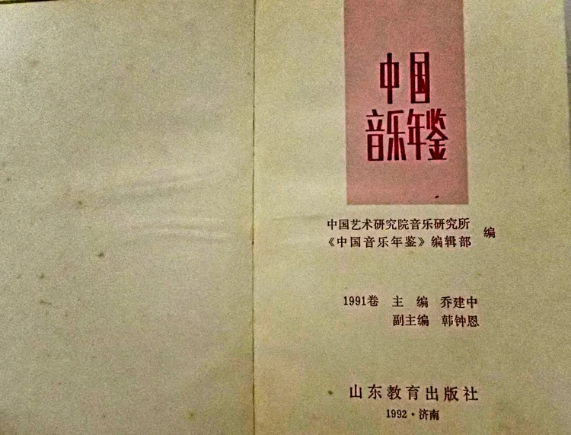 中国
音乐年鉴
中国艺术研究院音乐研究所
《中国音乐年鉴》编辑部
编
1991卷 主 编 乔建中
副主编 韩钟恩
山东教育出版社
1992·济南